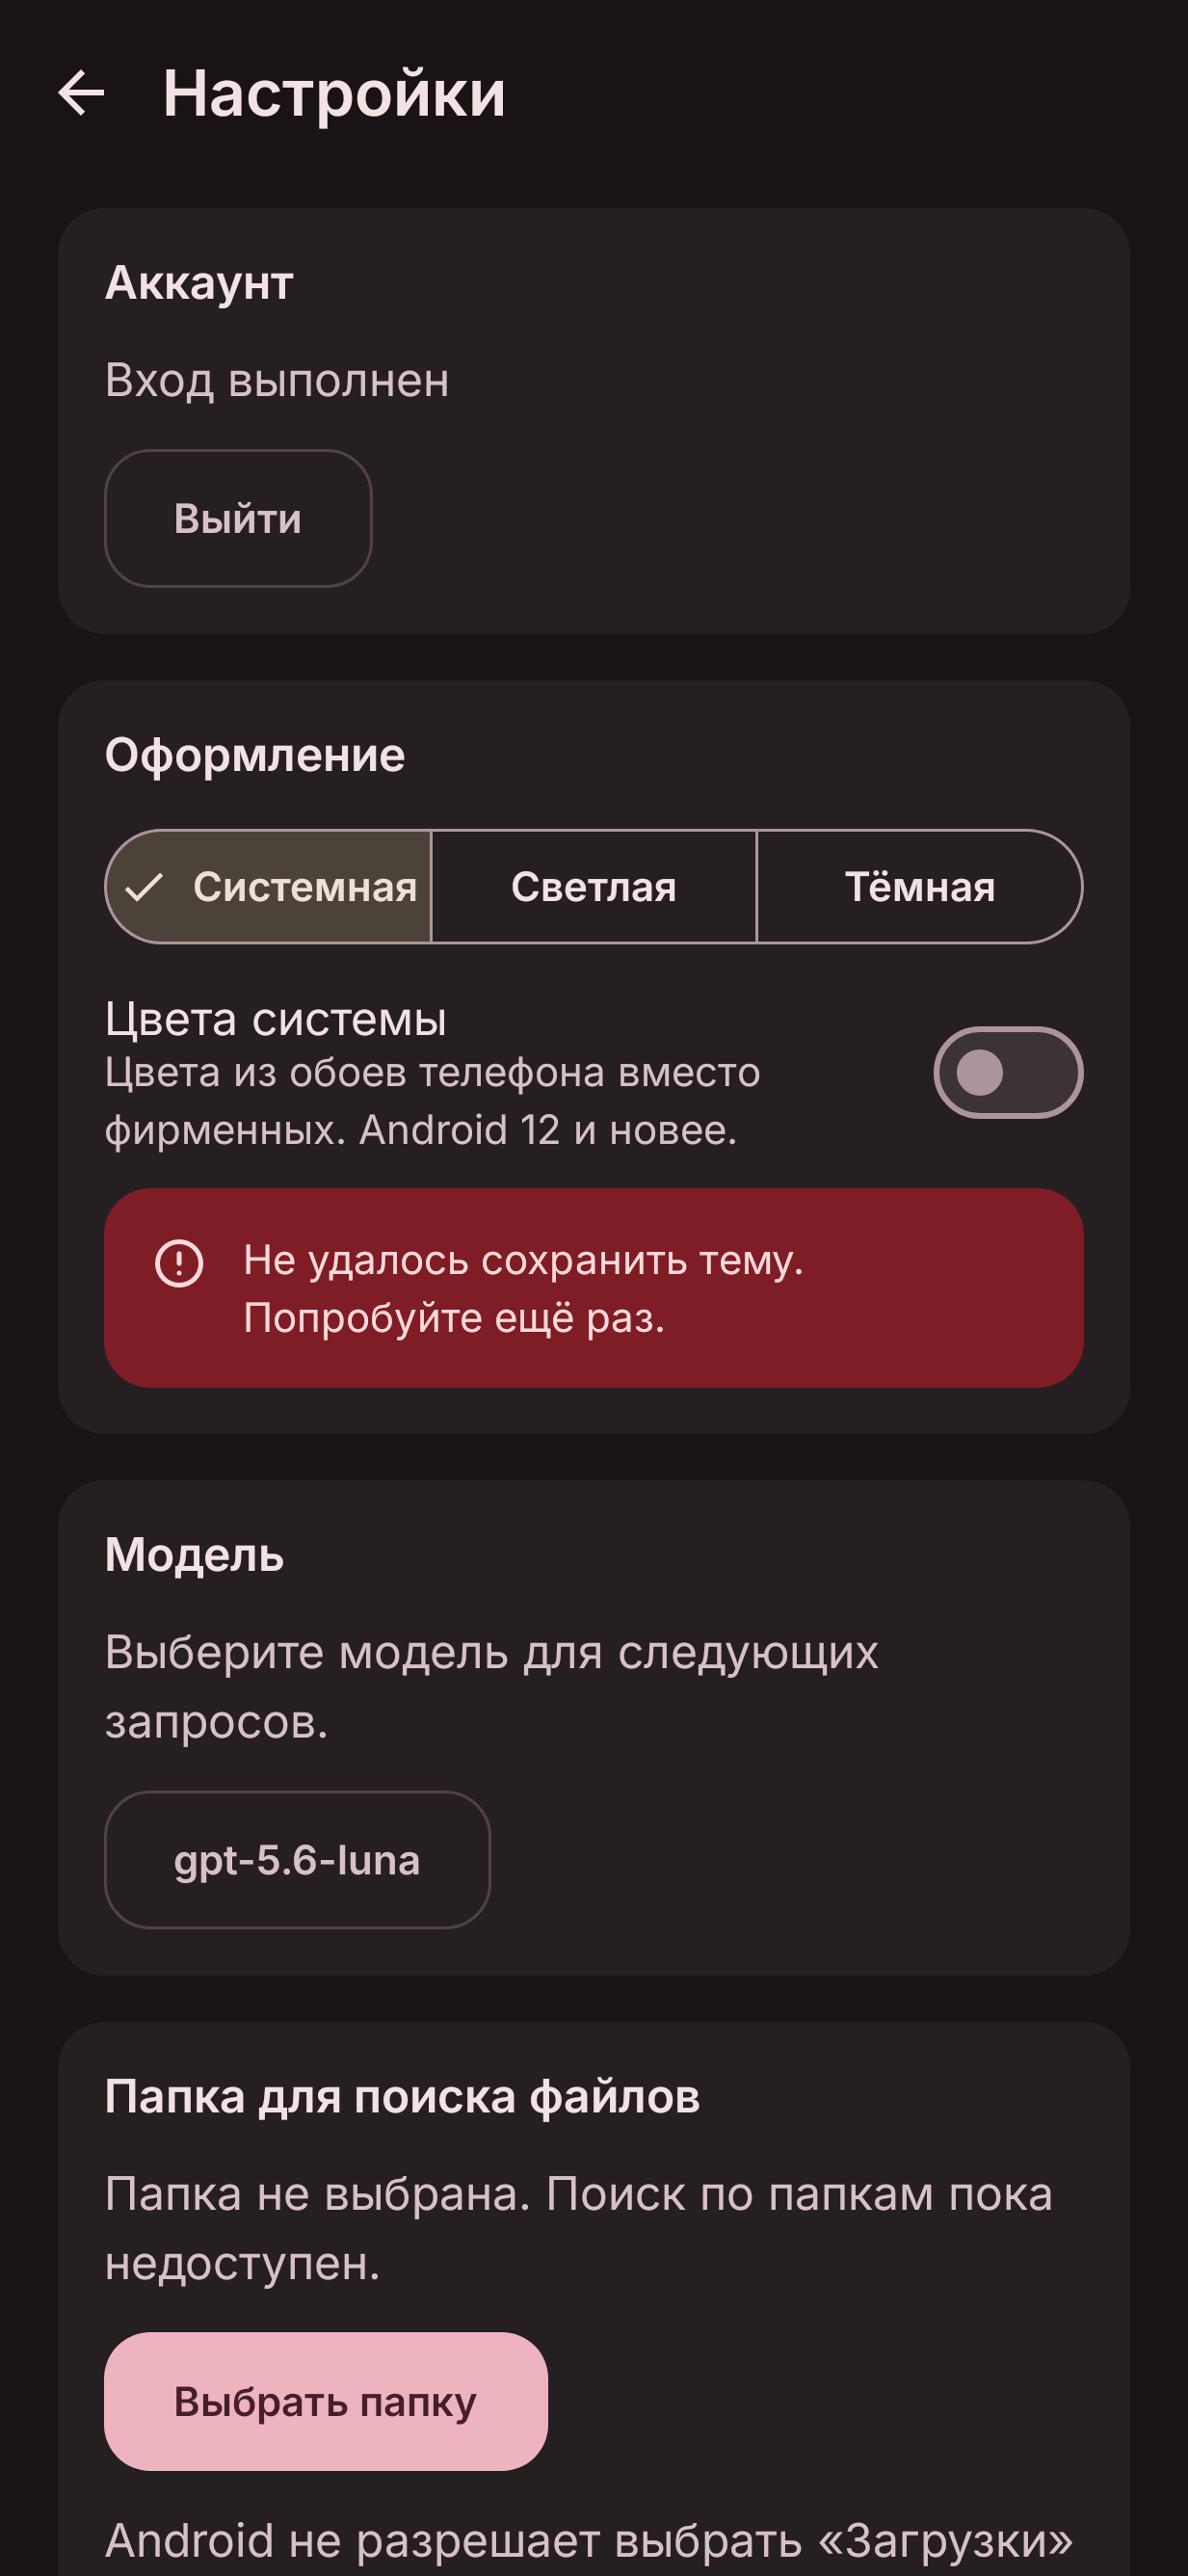 Настройки
Аккаунт
Вход выполнен
Выйти
Оформление
Системная
Светлая
Тёмная
Цвета системы
Цвета из обоев телефона вместо
фирменных. Android 12 и новее.
Не удалось сохранить тему.
Попробуйте ещё раз.
Модель
Выберите модель для следующих
запросов.
gpt-5.6-luna
Папка для поиска файлов
Папка не выбрана. Поиск по папкам пока
недоступен.
Выбрать папку
Android не разрешает выбрать «Загрузки»